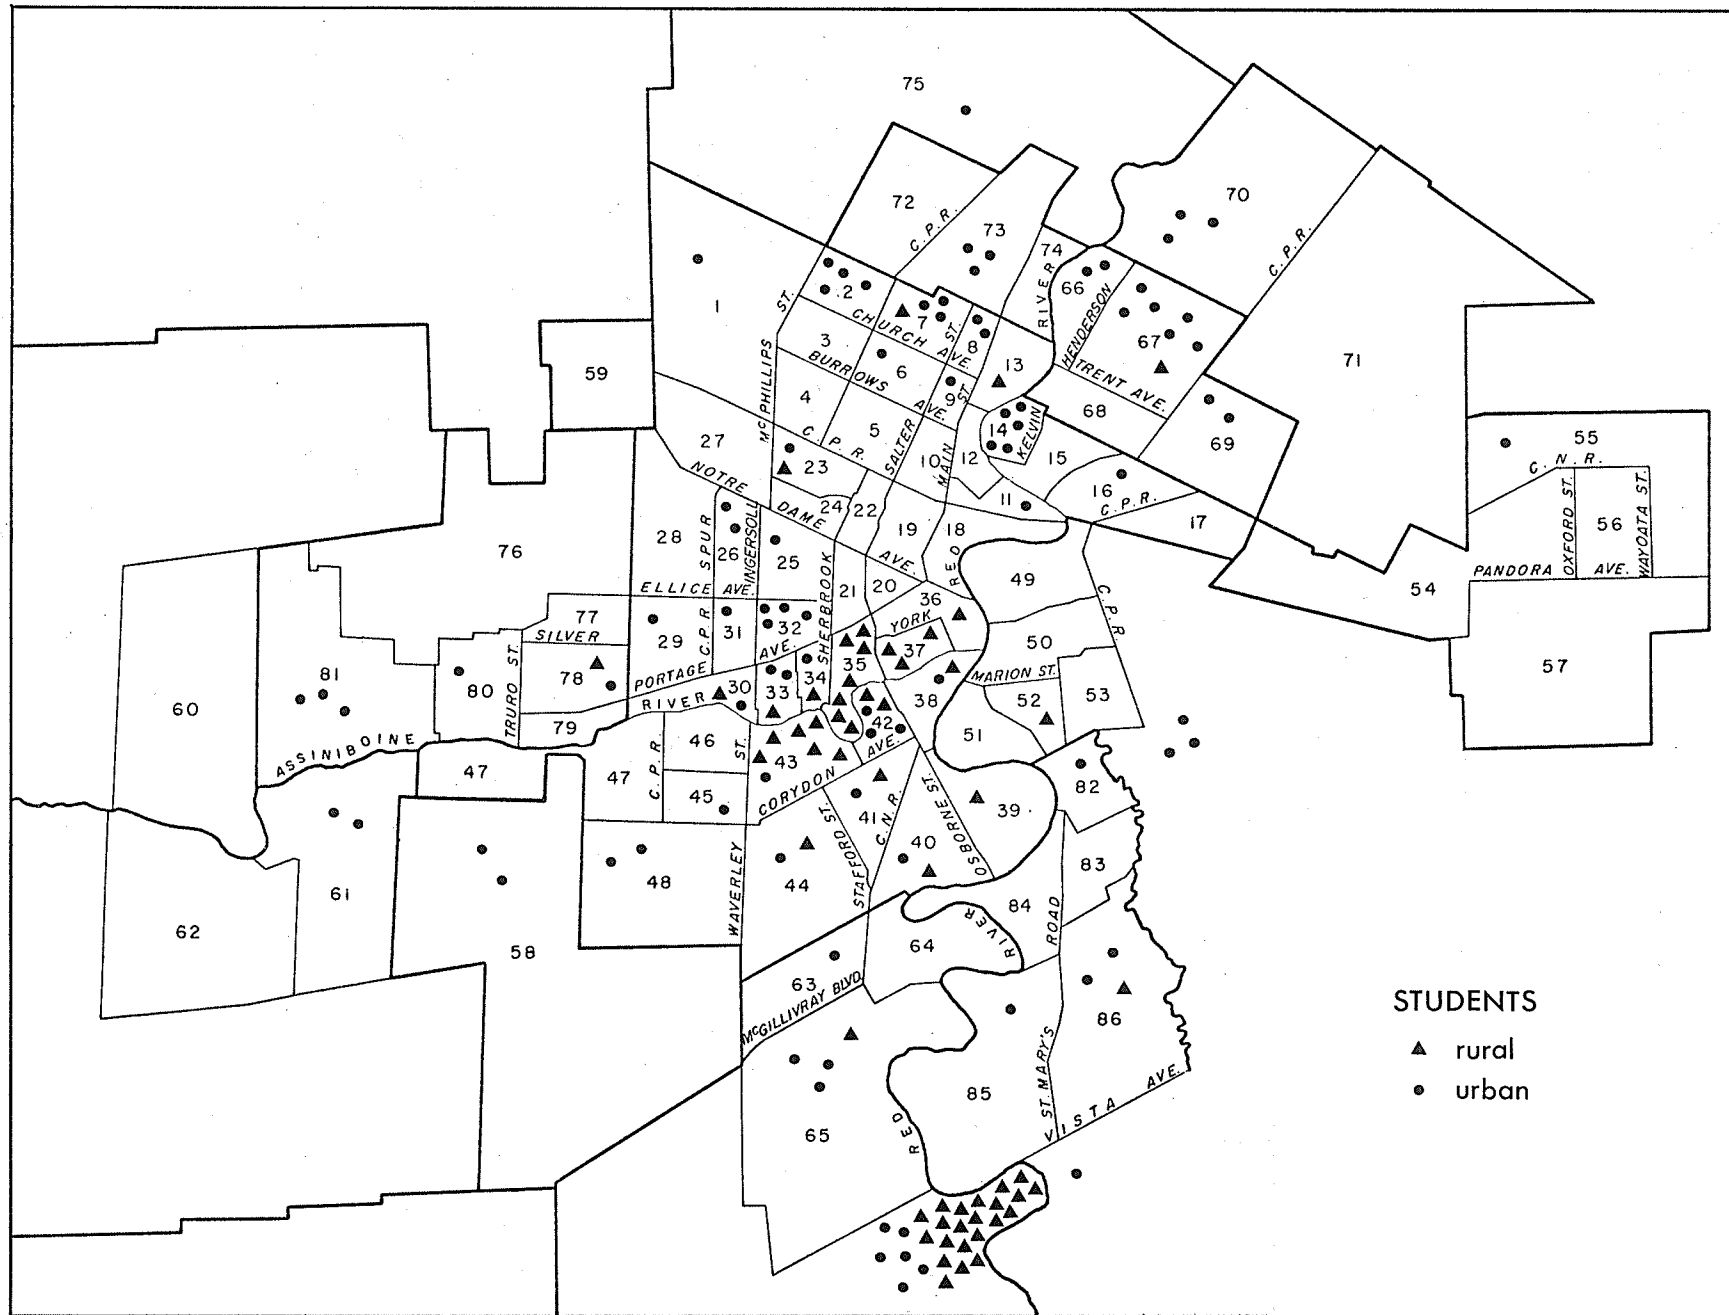 75
72
C.P.R.
73
74
RIVER
70
C.P.R.
1
ST.
2
7
ST.
8
66
HENDERSON
67
71
CHURCH AVE.
3
6
13
59
McPHILLIPS
BURROWS AVE.
9
ST.
TRENT AVE.
4
68
14
KELVIN
5
SALTER
27
C.P.R.
69
55
23
10
MAIN
12
15
C.N.R.
NOTRE DAME AVE.
16
OXFORD ST.
WAYOATA ST.
24
22
11
C.P.R.
17
56
28
SPUR
26
INGERSOLL
25
19
18
RED
76
PANDORA AVE.
ELLICE AVE.
SHERBROOK
21
20
49
54
36
C.P.R
77
SILVER
29
C.P.R
31
32
YORK
50
37
TRURO ST.
PORTAGE AVE.
35
MARION ST.
57
81
80
78
34
RIVER
30
33
38
52
53
60
79
42
51
ASSINIBOINE
46
ST.
AVE.
47
47
C.P.R
43
82
45
CORYDON
STAFFORD ST.
41
C.N.R.
OSBORNE ST.
39
40
83
61
48
WAVERLEY
44
62
84
RIVER
ROAD
58
64
63
McGILLIVRAY BLVD.
STUDENTS
86
rural
ST. MARY'S
urban
85
VISTA AVE.
65
RED